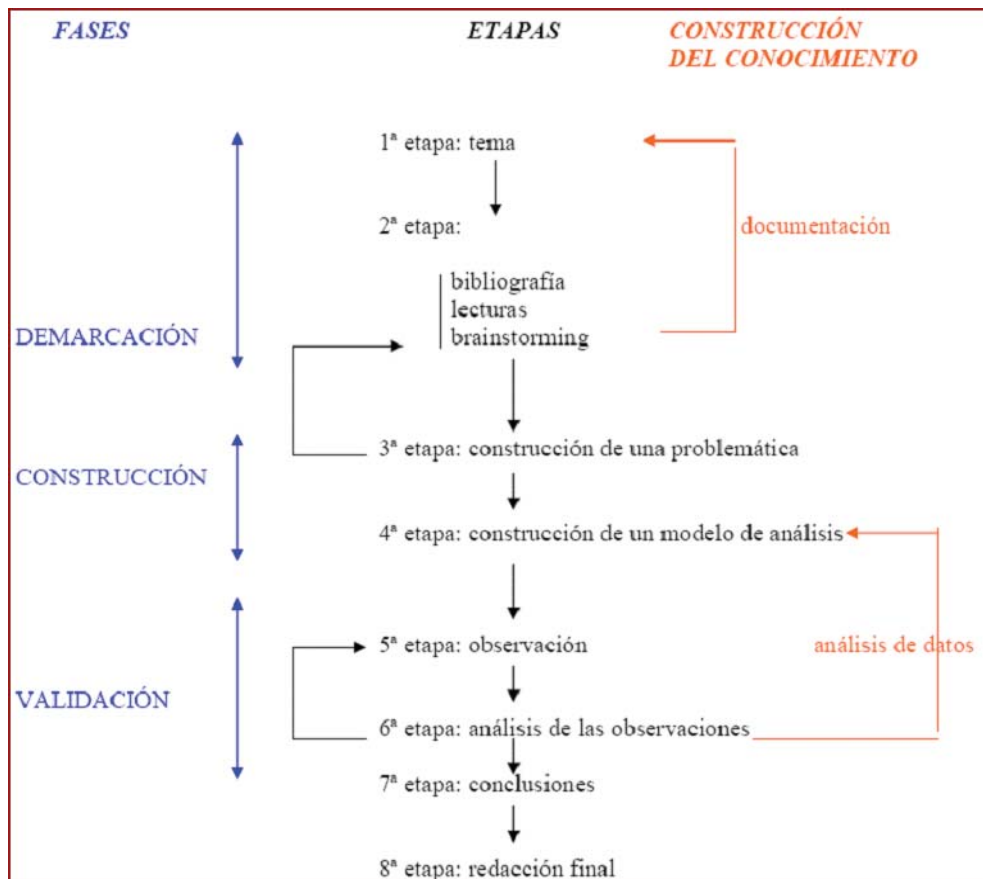 FASES
ETAPAS
CONSTRUCCIÓN
DEL CONOCIMIENTO
1ª etapa: tema
2ª etapa:
documentación
bibliografía
lecturas
brainstorming
DEMARCACIÓN
3ª etapa: construcción de una problemática
CONSTRUCCIÓN
4ª etapa: construcción de un modelo de análisis
5ª etapa: observación
análisis de datos
VALIDACIÓN
6ª etapa: análisis de las observaciones
7ª etapa: conclusiones
8ª etapa: redacción final